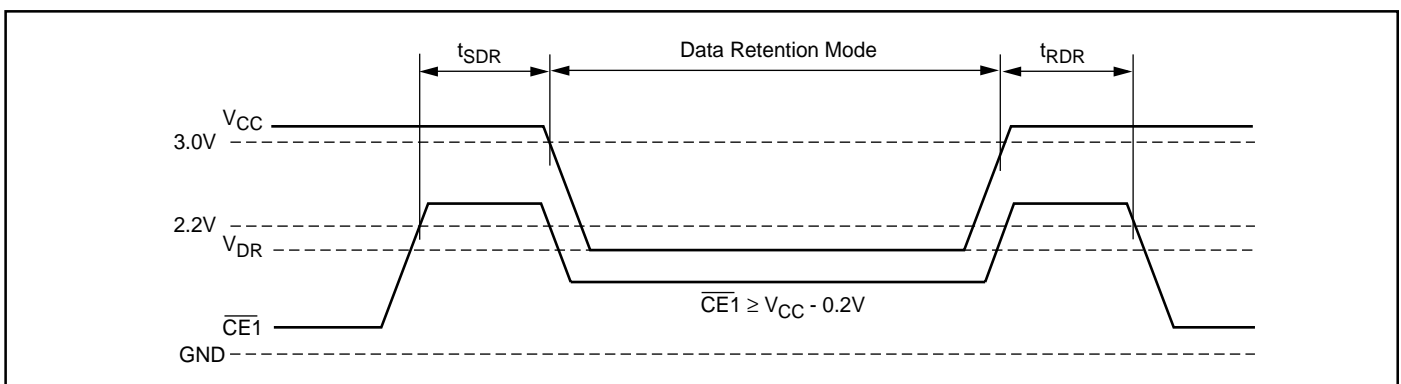 tSDR
Data Retention Mode
tRDR
VCC
3.0V
2.2V
VDR
CE1 ≥ VCC - 0.2V
CE1
GND